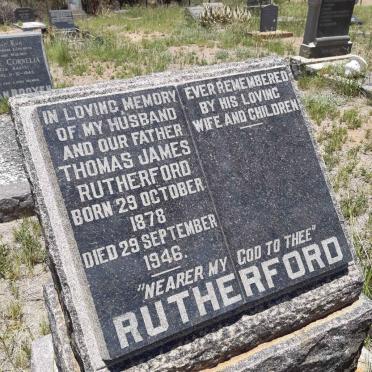 IN LOVING MEMORY
OF MY HUSBAND
AND OUR FATHER
THOMAS JAMES
RUTHERFORD
BORN 29 OCTOBER
1878
DIED 29 SEPTEMBER
1946.
EVER REMEMBERED
BY HIS LOVING
WIFE AND CHILDREN
"NEARER MY GOD TO THEE"
RUTHERFORD
CORNELIA